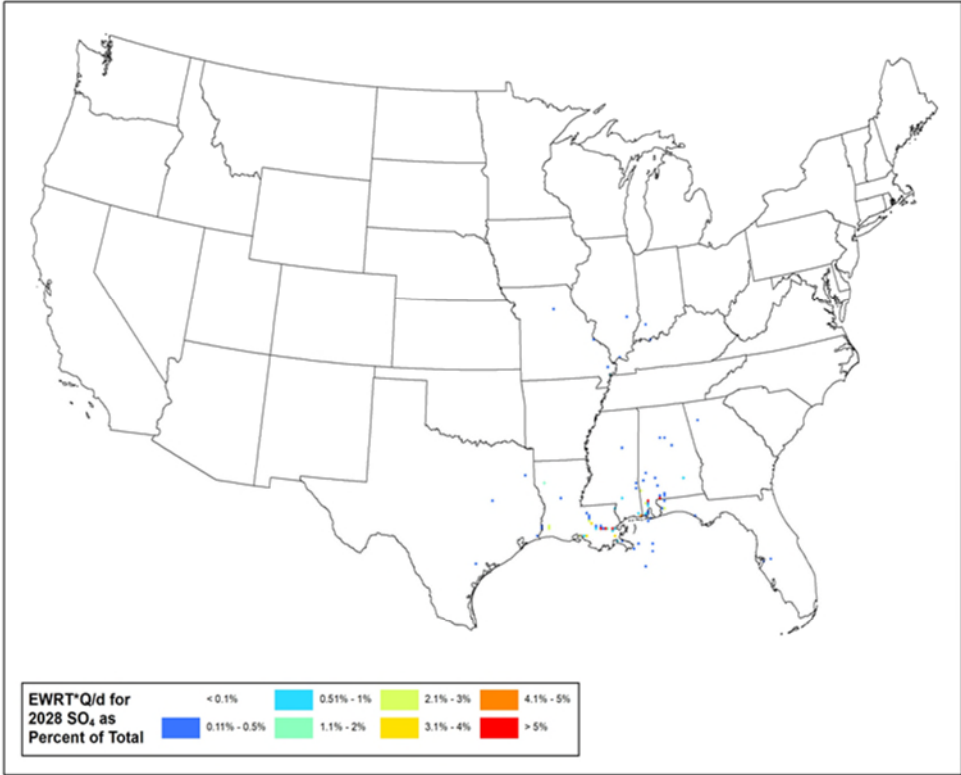 EWRT*Q/d for
2028 SO₄ as
Percent of Total
< 0.1%
0.51% - 1%
2.1% - 3%
4.1% - 5%
0.11% - 0.5%
1.1% - 2%
3.1% - 4%
> 5%